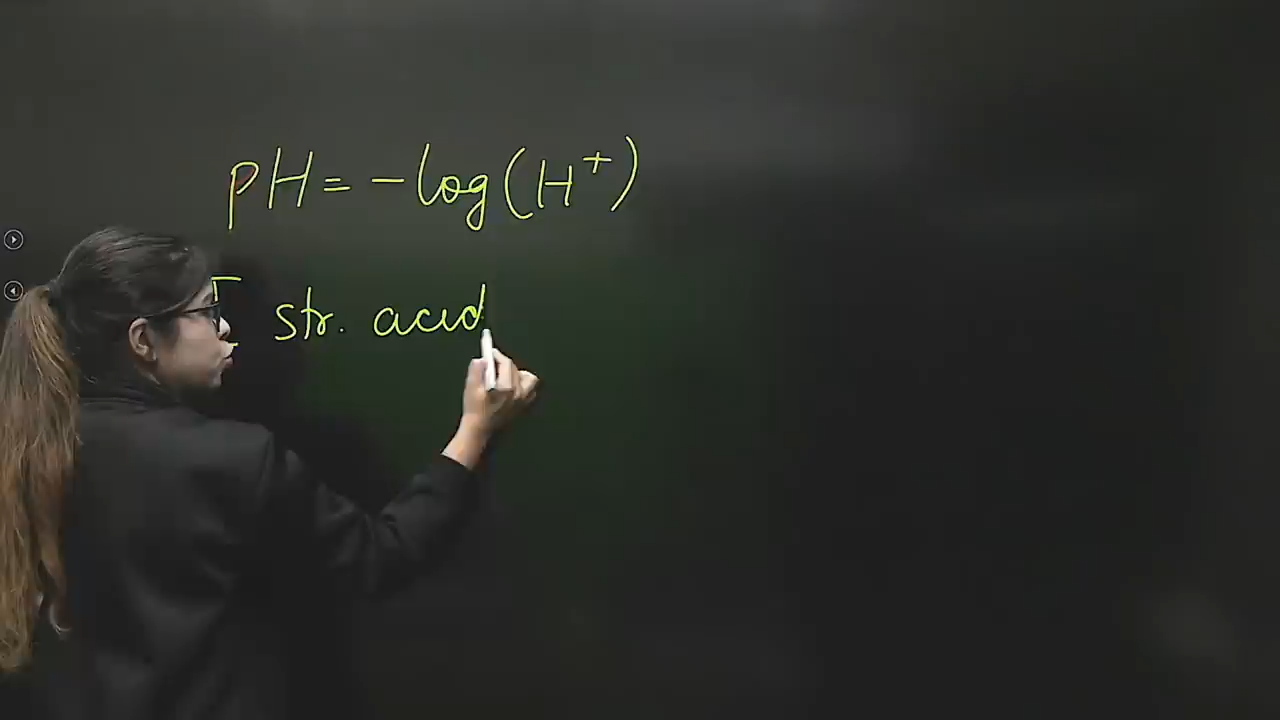 pH = - log (H⁺)
str. acid